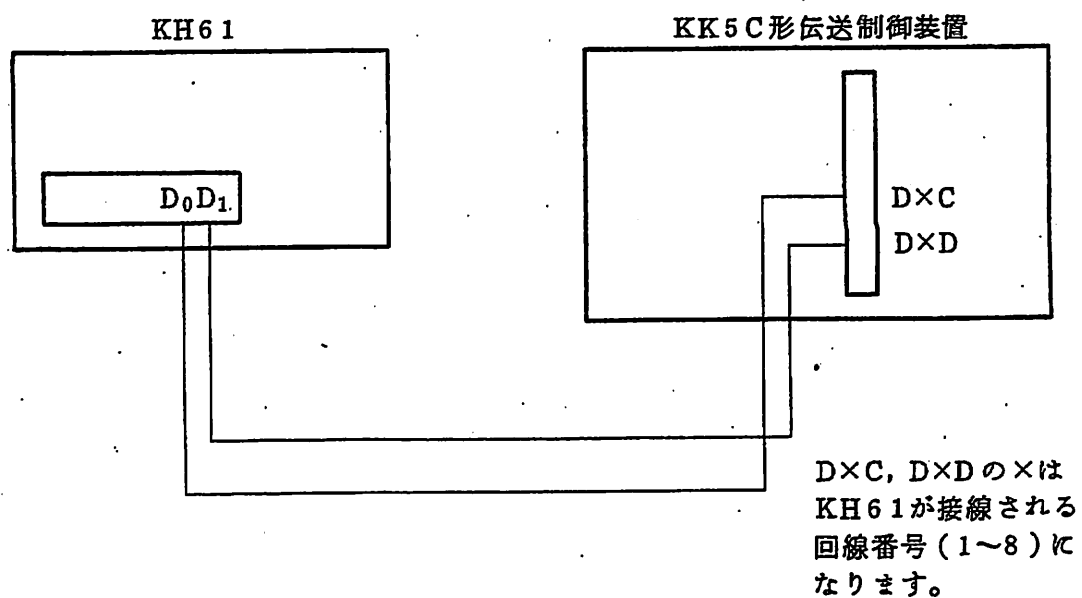 KH61
KK5C形伝送制御装置
D₀D₁
D×C
D×D
D×C, D×Dの×は
KH61が接線される
回線番号(1~8)に
なります。